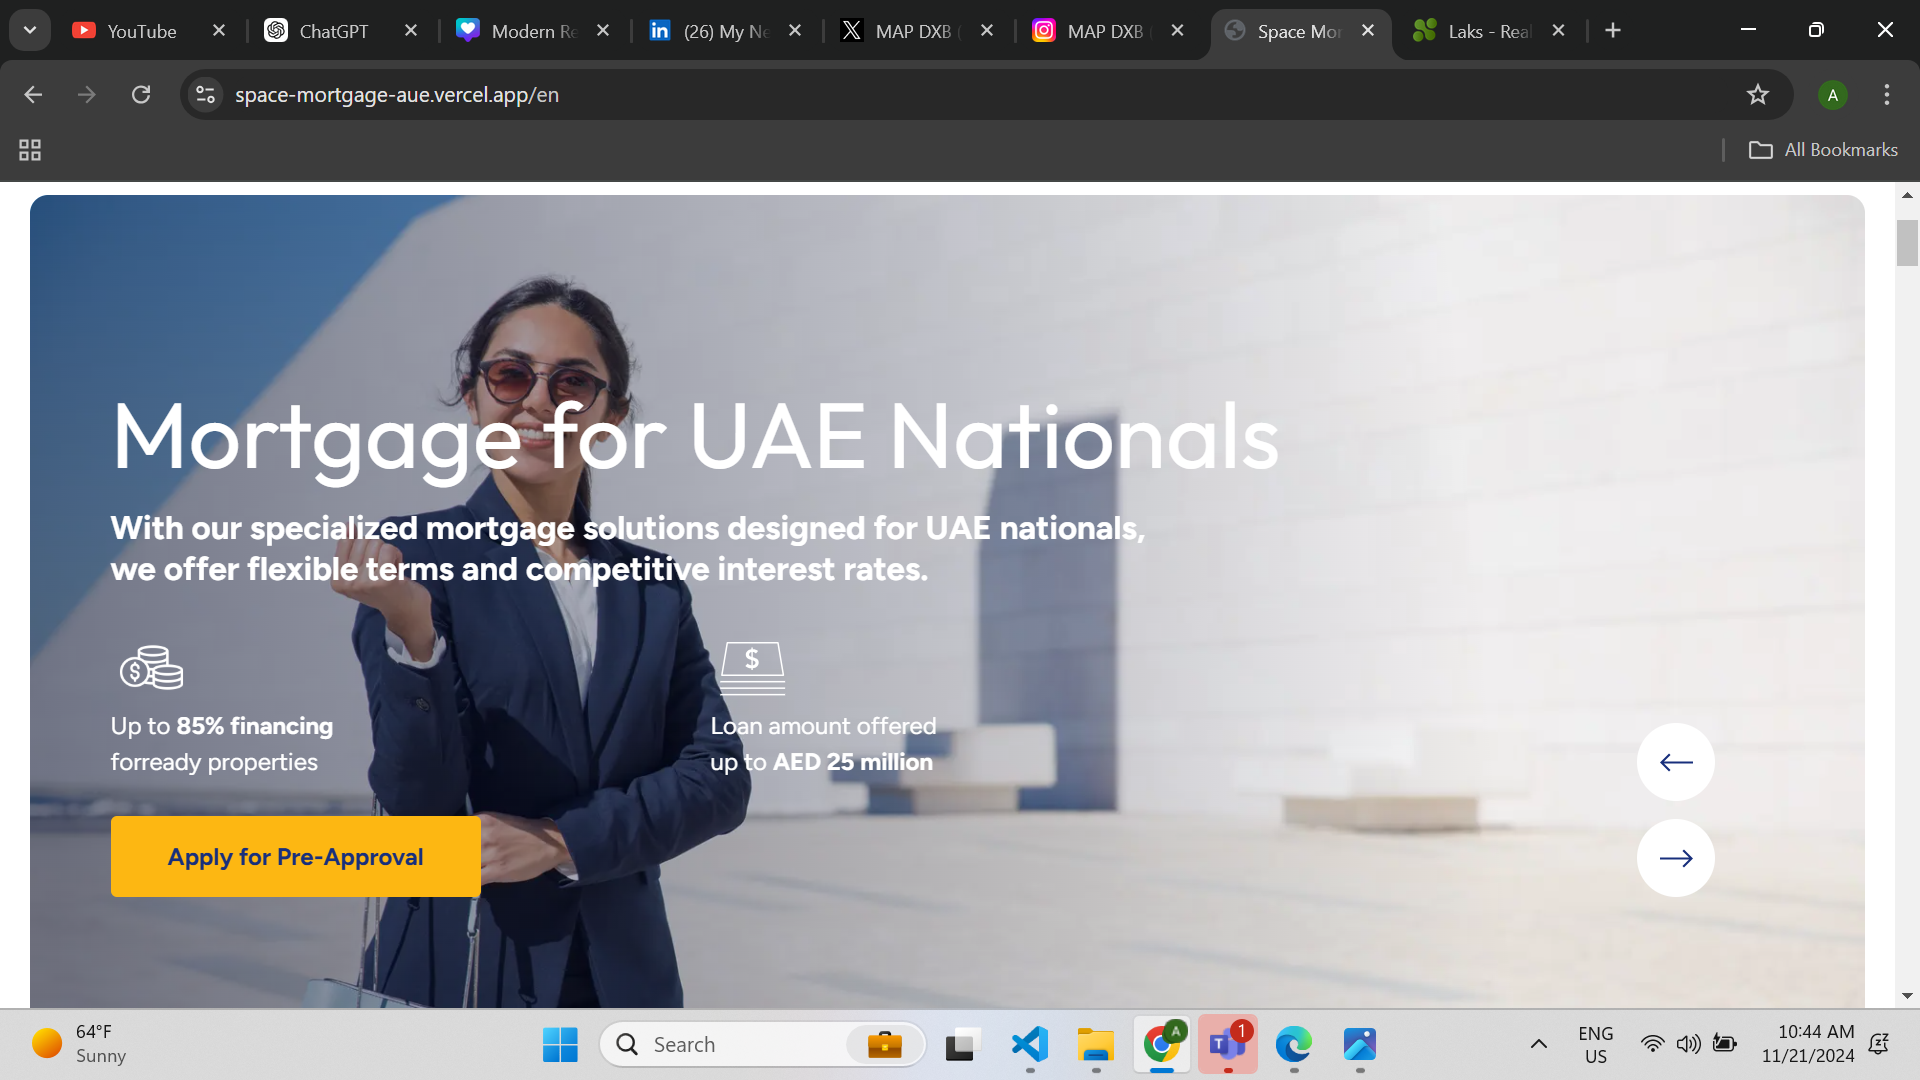 YouTube
ChatGPT
Modern Re
(26) My Ne
MAP DXB (
MAP DXB (
Space Mor
Laks - Real
space-mortgage-aue.vercel.app/en
A
All Bookmarks
Mortgage for UAE Nationals
With our specialized mortgage solutions designed for UAE nationals,
we offer flexible terms and competitive interest rates.
$
$
Up to 85% financing
forready properties
Loan amount offered
up to AED 25 million
Apply for Pre-Approval
64°F
Sunny
Search
A
1
ENG
US
10:44 AM
11/21/2024